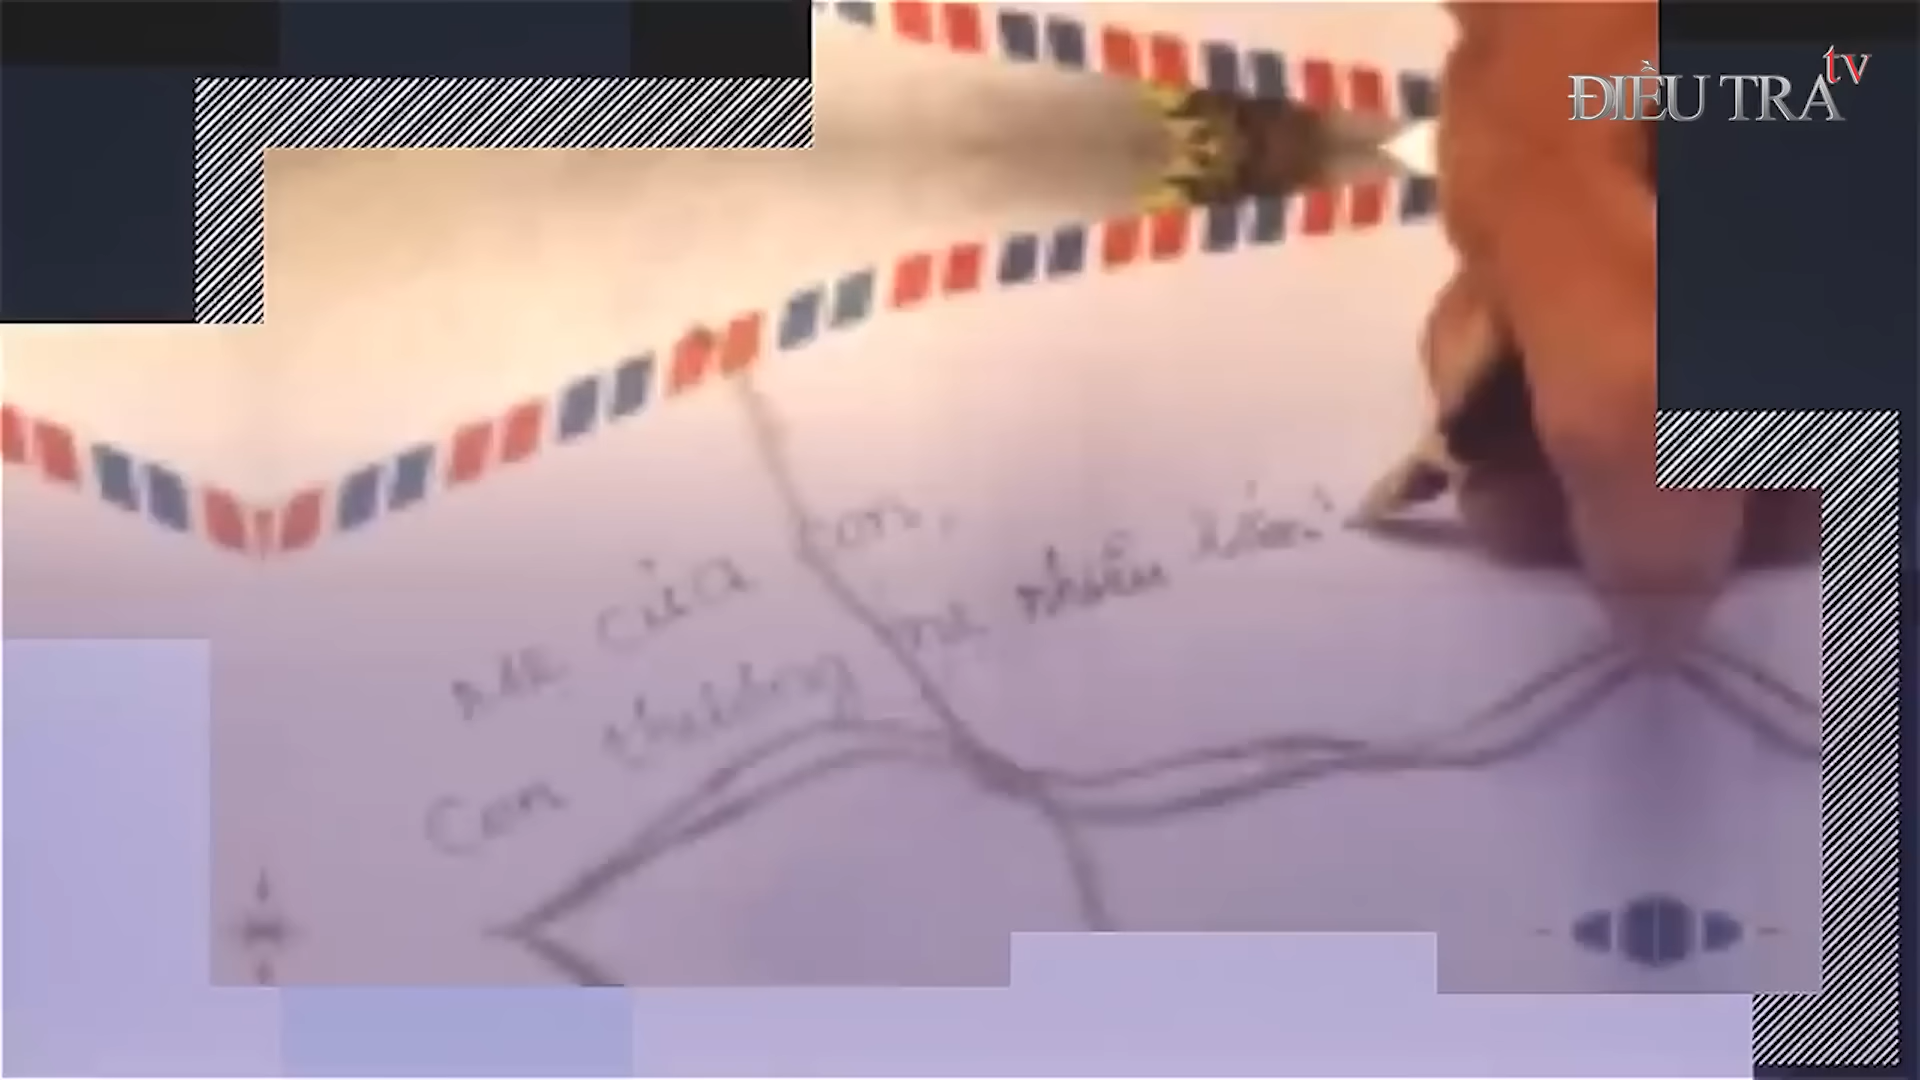 ĐIỀU TRA tv
Mẹ của con,
Con thương mẹ nhiều lắm!